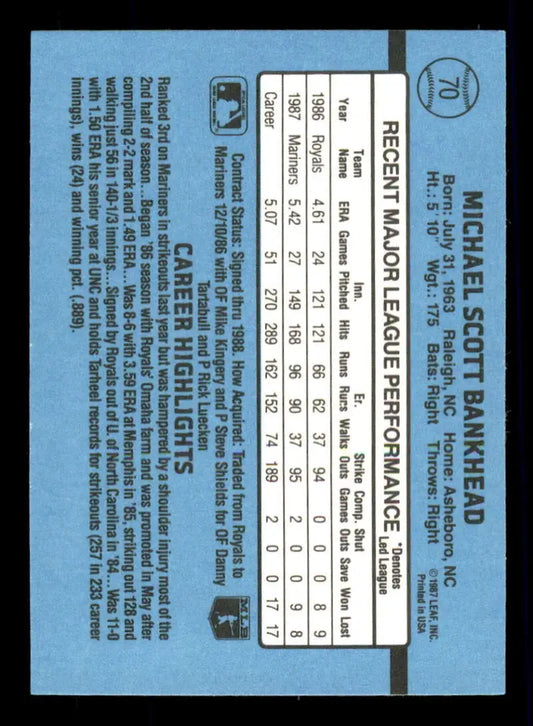 70
MICHAEL SCOTT BANKHEAD
Born: July 31, 1963 Raleigh, NC Home: Asheboro, NC
Ht.: 5' 10" Wgt.: 175 Bats: Right Throws: Right
© 1987 LEAF, INC.
Printed in USA
RECENT MAJOR LEAGUE PERFORMANCE *Denotes Led League
Team Inn. Er. Strike Comp. Shut
Year Name ERA Games Pitched Hits Runs Runs Walks Outs Games Outs Save Won Lost
1986 Royals 4.61 24 121 121 66 62 37 94 0 0 0 8 9
1987 Mariners 5.42 27 149 168 96 90 37 95 2 0 0 9 8
Career 5.07 51 270 289 162 152 74 189 2 0 0 17 17
Contract Status: Signed thru 1988. How Acquired: Traded from Royals to
Mariners 12/10/86 with OF Mike Kingery and P Steve Shields for OF Danny
Tartabull and P Rick Luecken
MLB
CAREER HIGHLIGHTS
Ranked 3rd on Mariners in strikeouts last year but was hampered by a shoulder injury most of the
2nd half of season...Began '86 season with Royals' Omaha farm and was promoted in May after
compiling 2-2 mark and 1.49 ERA...Was 8-6 with 3.59 ERA at Memphis in '85, striking out 128 and
walking just 56 in 140-1/3 innings...Signed by Royals out of U. of North Carolina in '84...Was 11-0
with 1.50 ERA his senior year at UNC and holds Tarheel records for strikeouts (257 in 233 career
innings), wins (24) and winning pct. (.889).